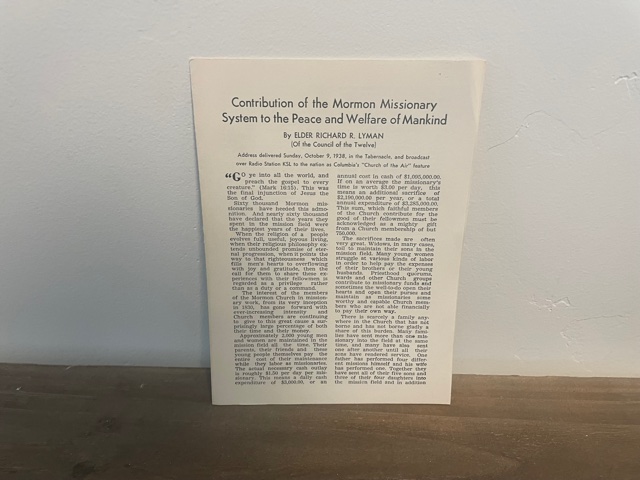 Contribution of the Mormon Missionary
System to the Peace and Welfare of Mankind
By ELDER RICHARD R. LYMAN
(Of the Council of the Twelve)
Address delivered Sunday, October 9, 1938, in the Tabernacle, and broadcast
over Radio Station KSL to the nation as Columbia's "Church of the Air" feature
"GO ye into all the world, and
preach the gospel to every
creature." (Mark 16:15). This was
the final injunction of Jesus the
Son of God.
Sixty thousand Mormon mis-
sionaries have heeded this admo-
nition. And nearly sixty thousand
have declared that the years they
spent in the mission field were
the happiest years of their lives.
When the religion of a people
evolves full, useful, joyous living,
when their religious philosophy ex-
tends unbounded promise of eter-
nal progression, when it points the
way to that righteousness which
fills men's hearts to overflowing
with joy and gratitude, then the
call for them to share these ex-
periences with their fellowmen is
regarded as a privilege rather
than as a duty or a command.
The interest of the members
of the Mormon Church in mission-
ary work, from its very inception
in 1830, has gone forward with
ever-increasing intensity and
Church members are continuing
to give to this great cause a sur-
prisingly large percentage of both
their time and their money.
Approximately 2,000 young men
and women are maintained in the
mission field all the time. Their
parents, their friends and these
young people themselves pay the
entire cost of their maintenance
while they labor as missionaries.
The actual necessary cash outlay
is roughly $1.50 per day per mis-
sionary. This means a daily cash
expenditure of $3,000.00, or an
annual cost in cash of $1,095,000.00.
If on an average the missionary's
time is worth $3.00 per day, this
means an additional sacrifice of
$2,190,000.00 per year, or a total
annual expenditure of $3,285,000.00.
This sum, which faithful members
of the Church contribute for the
good of their fellowmen must be
acknowledged as a mighty gift
from a Church membership of but
750,000.
The sacrifices made are often
very great. Widows, in many cases,
toil to maintain their sons in the
mission field. Many young women
struggle at various kinds of labor
in order to help pay the expenses
of their brothers or their young
husbands. Priesthood quorums,
wards and other Church groups
contribute to missionary funds and
sometimes the well-to-do open their
hearts and open their purses and
maintain as missionaries some
worthy and capable Church mem-
bers who are not able financially
to pay their own way.
There is scarcely a family any-
where in the Church that has not
borne and has not borne gladly a
share of this burden. Many fami-
lies have sent more than one mis-
sionary into the field at the same
time, and many have also sent
one after another until all their
sons have rendered service. One
father has performed four differ-
ent missions himself and his wife
has performed one. Together they
have sent all of their five sons and
three of their four daughters into
the mission field and in addition